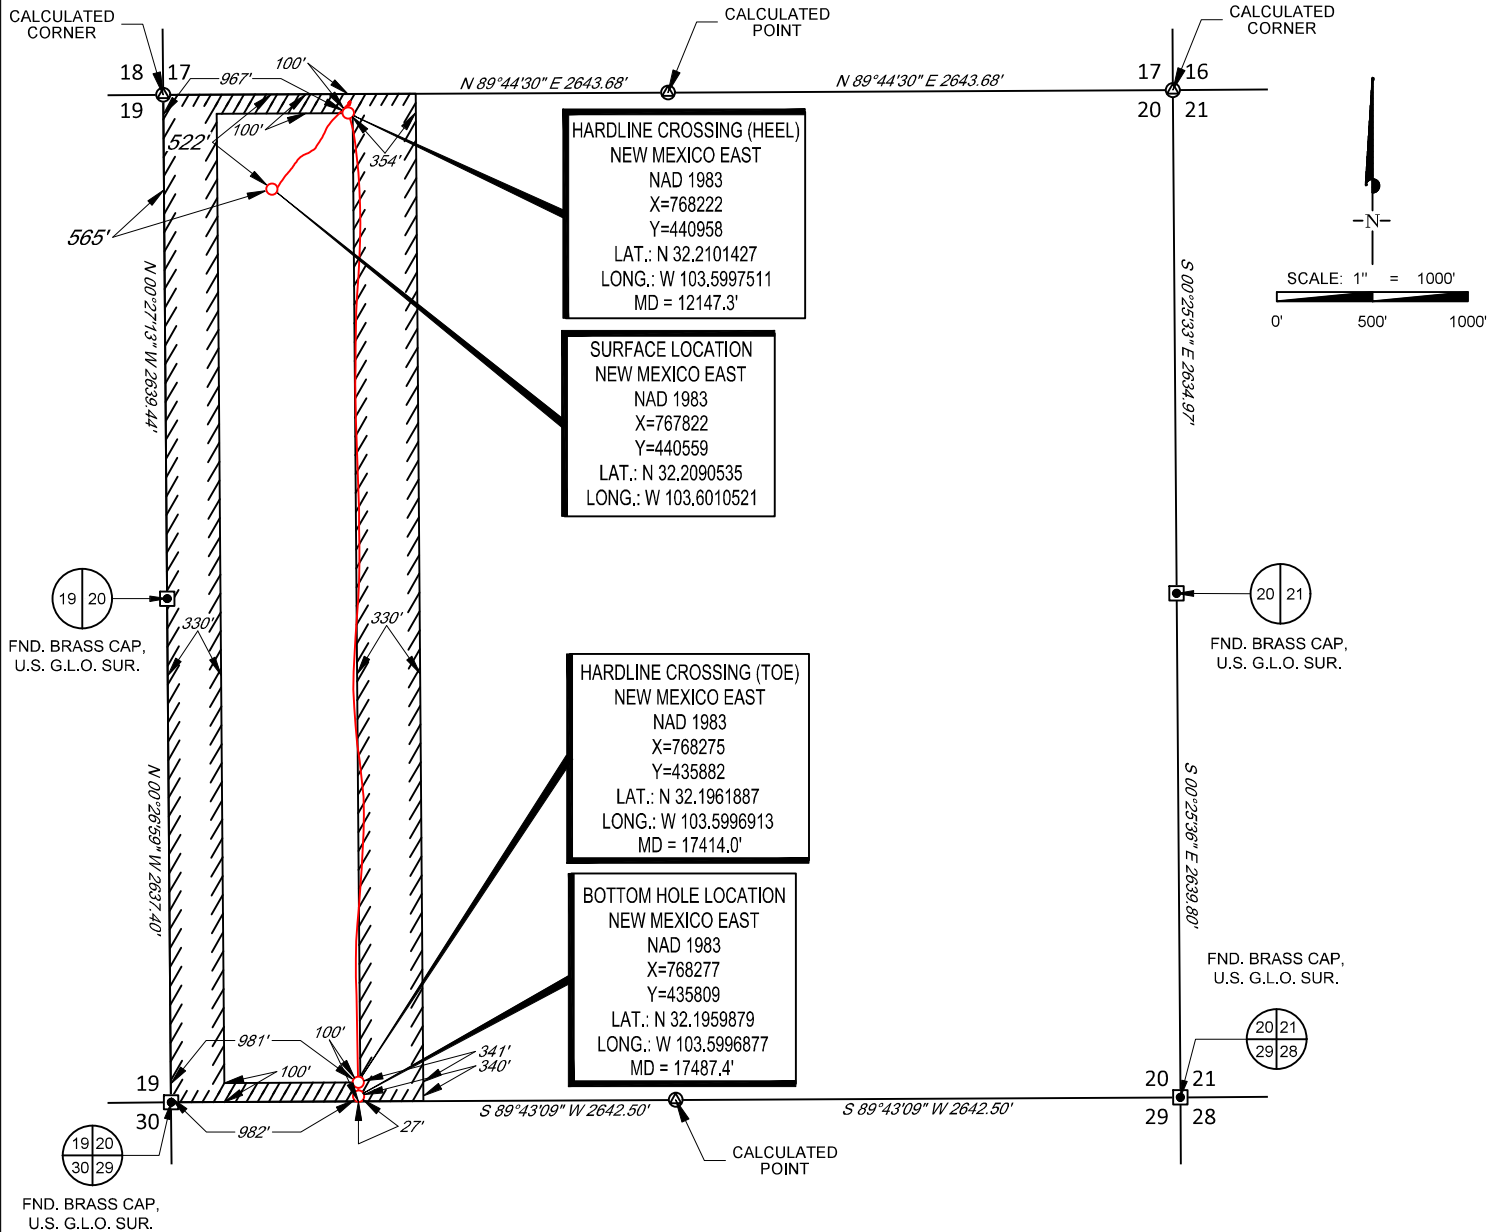 CALCULATED
CORNER
CALCULATED
POINT
CALCULATED
CORNER
18 17
19
967'
100'
N 89°44'30" E 2643.68'
N 89°44'30" E 2643.68'
17 16
20 21
100'
522'
354'
565'
HARDLINE CROSSING (HEEL)
NEW MEXICO EAST
NAD 1983
X=768222
Y=440958
LAT.: N 32.2101427
LONG.: W 103.5997511
MD = 12147.3'
-N-
SCALE: 1" = 1000'
0' 500' 1000'
N 00°27'13" W 2639.44'
S 00°25'33" E 2634.97'
SURFACE LOCATION
NEW MEXICO EAST
NAD 1983
X=767822
Y=440559
LAT.: N 32.2090535
LONG.: W 103.6010521
19 20
FND. BRASS CAP,
U.S. G.L.O. SUR.
330'
330'
20 21
FND. BRASS CAP,
U.S. G.L.O. SUR.
HARDLINE CROSSING (TOE)
NEW MEXICO EAST
NAD 1983
X=768275
Y=435882
LAT.: N 32.1961887
LONG.: W 103.5996913
MD = 17414.0'
N 00°26'59" W 2637.40'
S 00°25'36" E 2639.80'
BOTTOM HOLE LOCATION
NEW MEXICO EAST
NAD 1983
X=768277
Y=435809
LAT.: N 32.1959879
LONG.: W 103.5996877
MD = 17487.4'
FND. BRASS CAP,
U.S. G.L.O. SUR.
20 21
29 28
981'
100'
341'
340'
100'
19
30
20 21
29 28
982'
27'
S 89°43'09" W 2642.50'
S 89°43'09" W 2642.50'
CALCULATED
POINT
19 20
30 29
FND. BRASS CAP,
U.S. G.L.O. SUR.